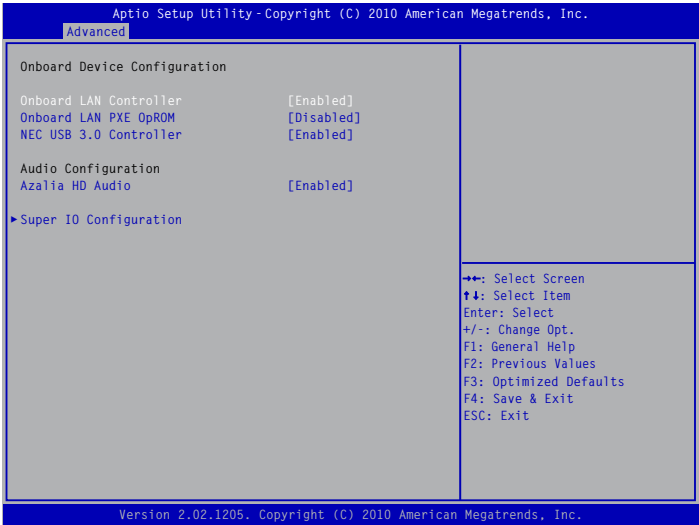 Aptio Setup Utility - Copyright (C) 2010 American Megatrends, Inc.
Advanced
Onboard Device Configuration
Onboard LAN Controller [Enabled]
Onboard LAN PXE OpROM [Disabled]
NEC USB 3.0 Controller [Enabled]
Audio Configuration
Azalia HD Audio [Enabled]
►Super IO Configuration
→←: Select Screen
↑↓: Select Item
Enter: Select
+/-: Change Opt.
F1: General Help
F2: Previous Values
F3: Optimized Defaults
F4: Save & Exit
ESC: Exit
Version 2.02.1205. Copyright (C) 2010 American Megatrends, Inc.